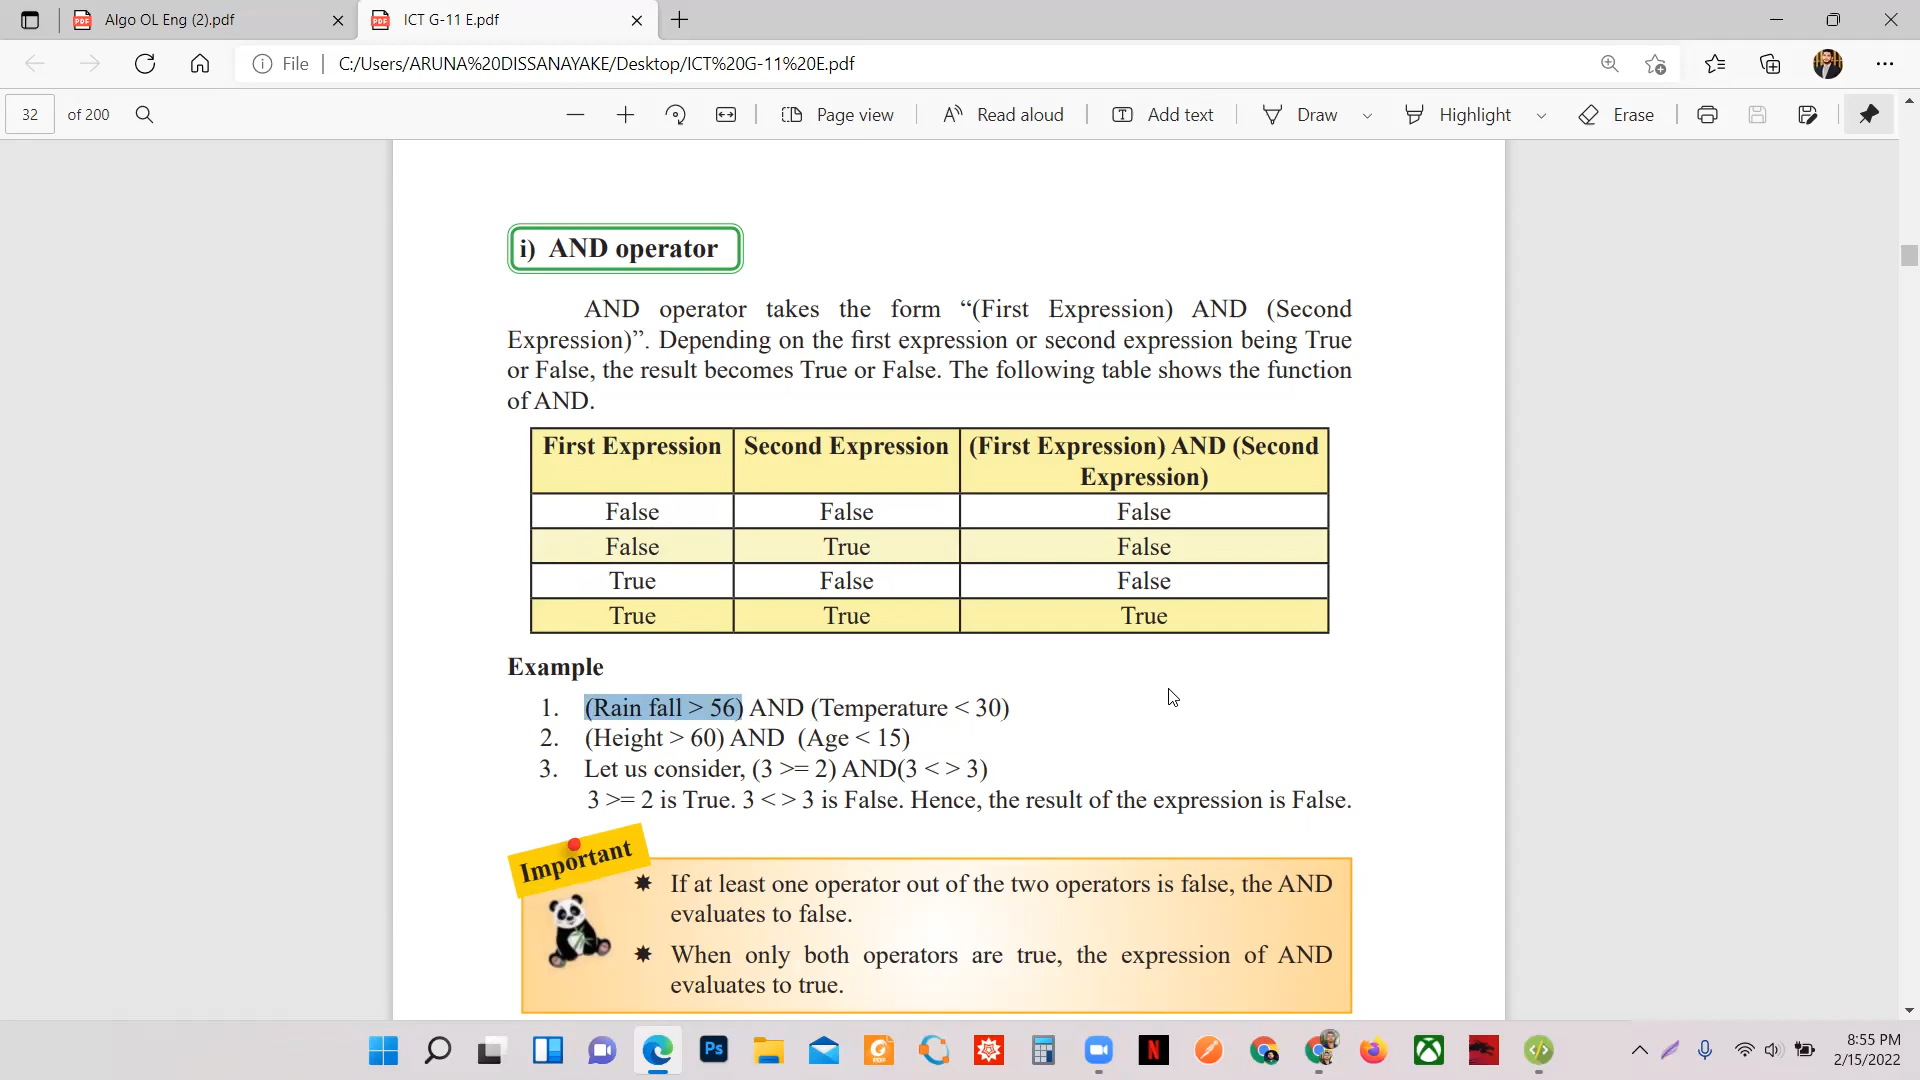 Algo OL Eng (2).pdf
ICT G-11 E.pdf
File
C:/Users/ARUNA%20DISSANAYAKE/Desktop/ICT%20G-11%20E.pdf
32 of 200
Page view
Read aloud
Add text
Draw
Highlight
Erase
i) AND operator
AND operator takes the form “(First Expression) AND (Second
Expression)”. Depending on the first expression or second expression being True
or False, the result becomes True or False. The following table shows the function
of AND.
First Expression Second Expression (First Expression) AND (Second
Expression)
False False False
False True False
True False False
True True True
Example
1. (Rain fall > 56) AND (Temperature < 30)
2. (Height > 60) AND (Age < 15)
3. Let us consider, (3 >= 2) AND(3 < > 3)
3 >= 2 is True. 3 < > 3 is False. Hence, the result of the expression is False.
Important
If at least one operator out of the two operators is false, the AND
evaluates to false.
When only both operators are true, the expression of AND
evaluates to true.
8:55 PM
2/15/2022